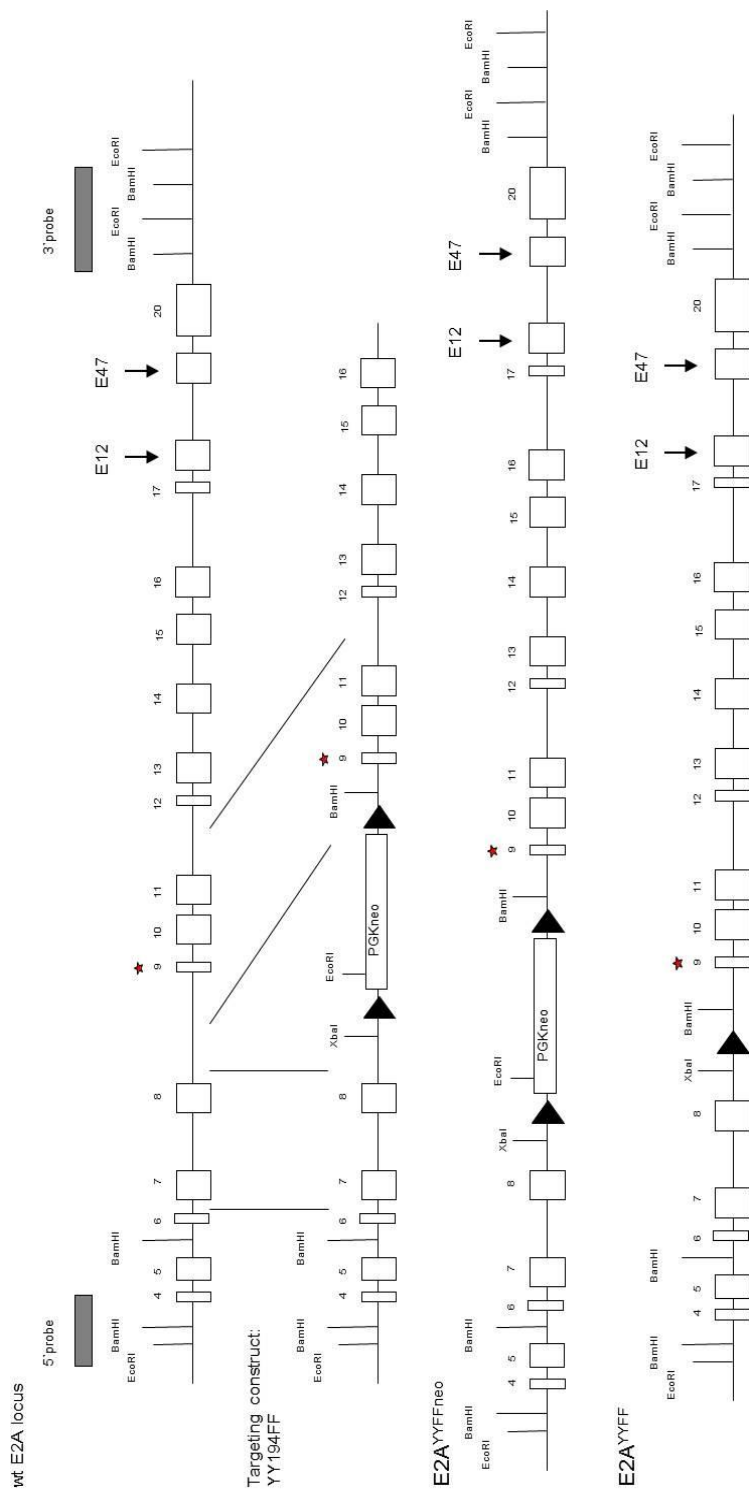 wt E2A locus
5'probe
3'probe
E12 E47
EcoRI BamHI BamHI BamHI EcoRI BamHI EcoRI
4 5 6 7 8 9 10 11 12 13 14 15 16 17 20
Targeting construct:
YY194FF
EcoRI BamHI BamHI XbaI EcoRI BamHI
4 5 6 7 8 9 10 11 12 13 14 15 16
PGKneo
E2A^YYFFneo
E12 E47
EcoRI BamHI BamHI XbaI EcoRI BamHI BamHI EcoRI BamHI EcoRI
4 5 6 7 8 9 10 11 12 13 14 15 16 17 20
PGKneo
E2A^YYFF
E12 E47
EcoRI BamHI BamHI XbaI BamHI BamHI EcoRI BamHI EcoRI
4 5 6 7 8 9 10 11 12 13 14 15 16 17 20